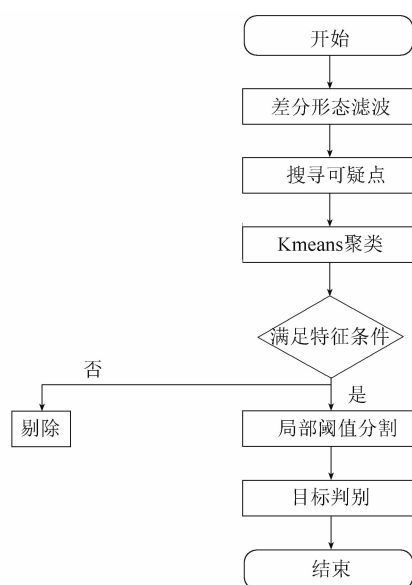 开始
差分形态滤波
搜寻可疑点
Kmeans聚类
满足特征条件
否
是
剔除
局部阈值分割
目标判别
结束